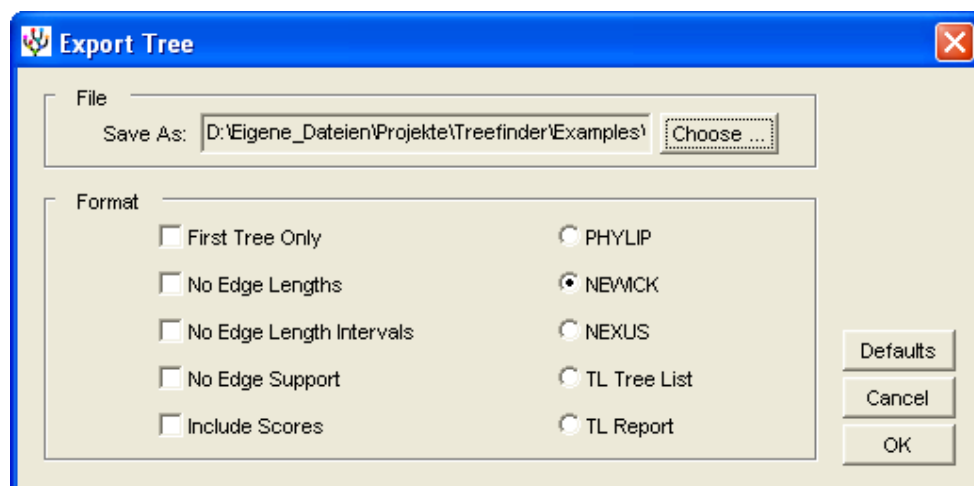 Export Tree
File
Save As: D:\Eigene_Dateien\Projekte\Treefinder\Examples\ Choose ...
Format
First Tree Only PHYLIP
No Edge Lengths NEWICK
No Edge Length Intervals NEXUS
No Edge Support TL Tree List
Include Scores TL Report
Defaults
Cancel
OK